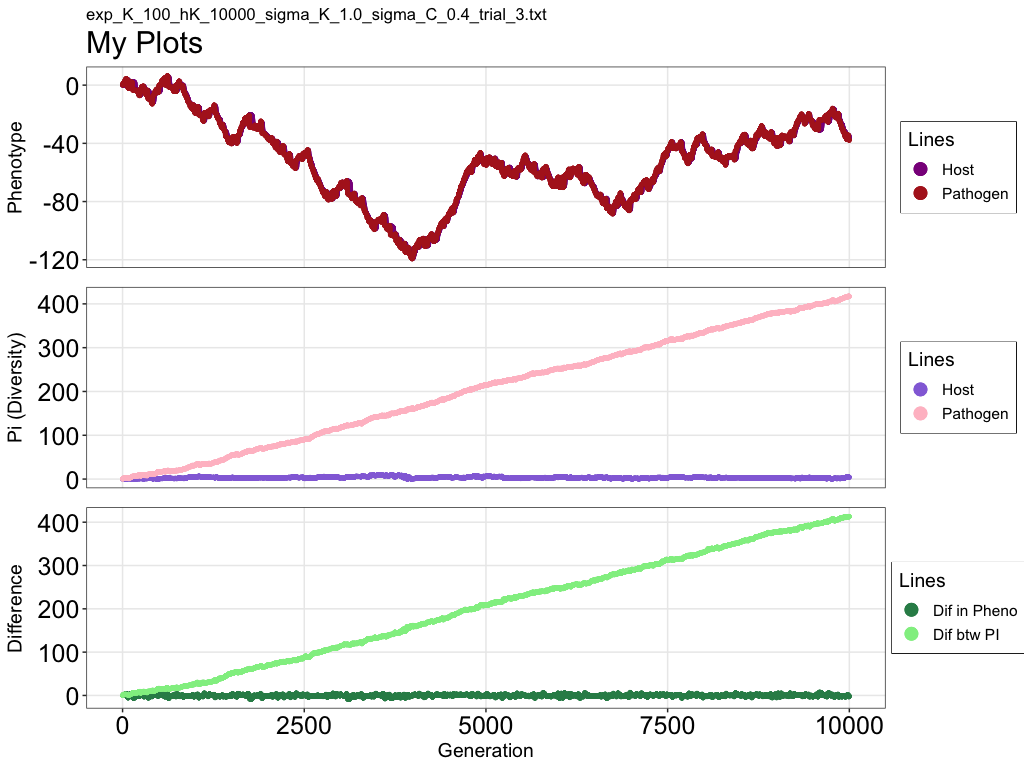 exp_K_100_hK_10000_sigma_K_1.0_sigma_C_0.4_trial_3.txt
My Plots
Phenotype
0
-40
-80
-120
Lines
Host
Pathogen
Pi (Diversity)
400
300
200
100
0
Lines
Host
Pathogen
Difference
400
300
200
100
0
Lines
Dif in Pheno
Dif btw PI
0 2500 5000 7500 10000
Generation